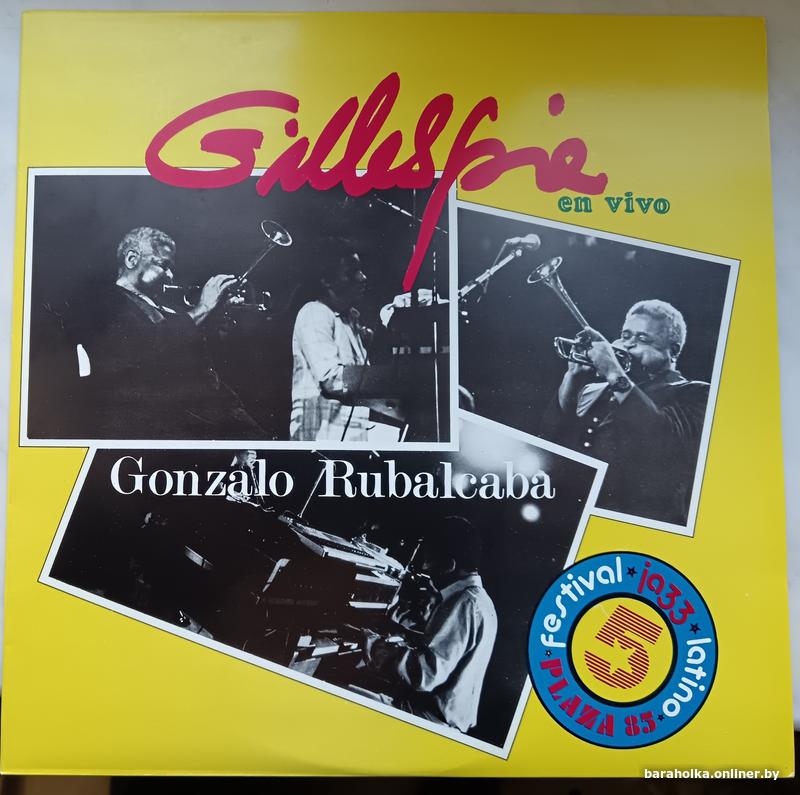 Gillespie
en vivo
Gonzalo Rubalcaba
festival jazz latino
5
PLAZA 85
baraholka.onliner.by